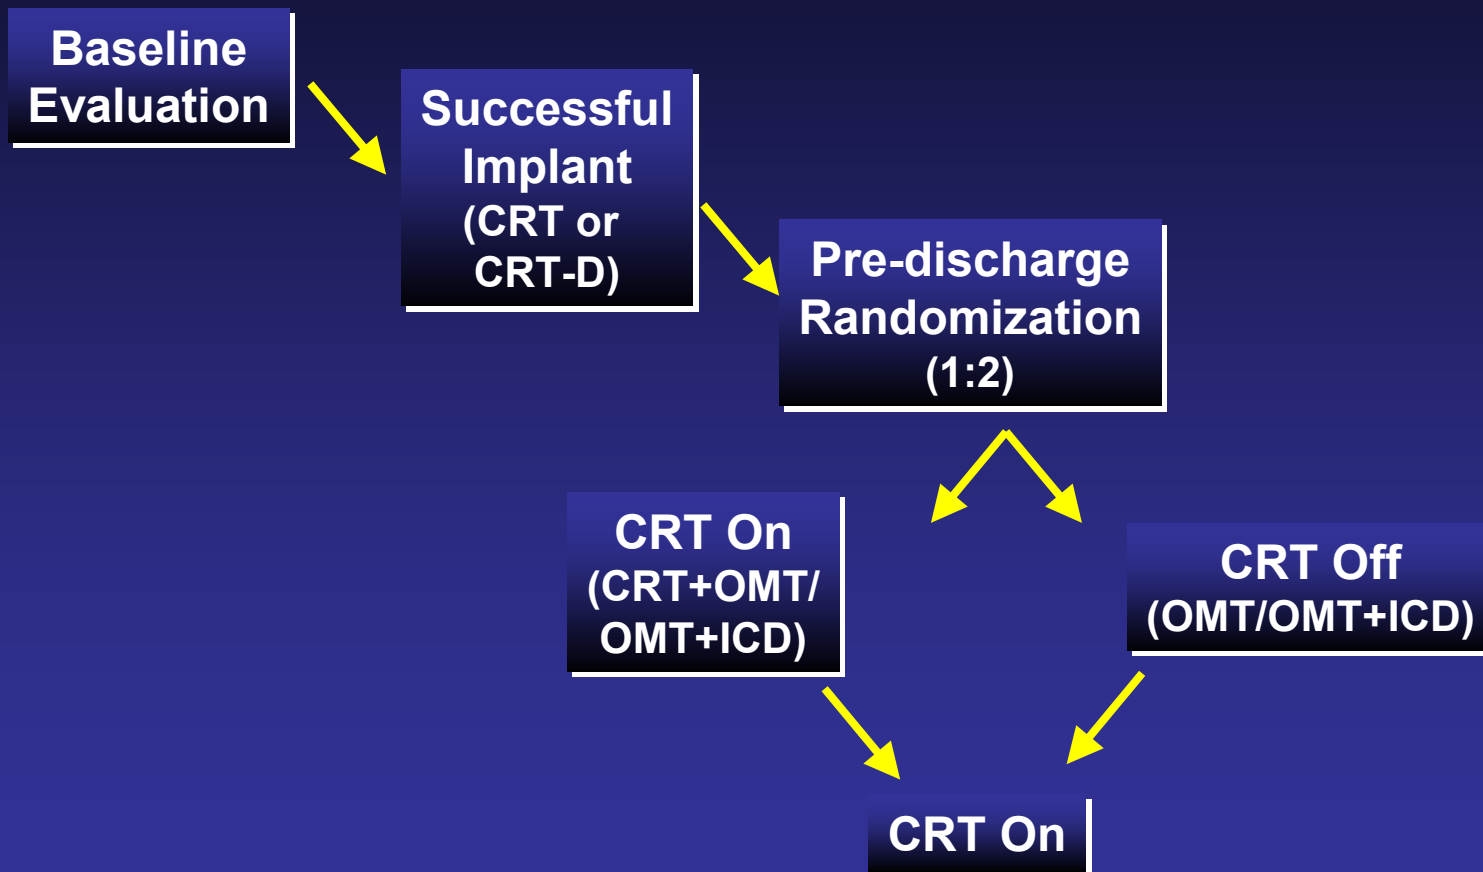 Baseline
Evaluation
Successful
Implant
(CRT or
CRT-D)
Pre-discharge
Randomization
(1:2)
CRT On
(CRT+OMT/
OMT+ICD)
CRT Off
(OMT/OMT+ICD)
CRT On